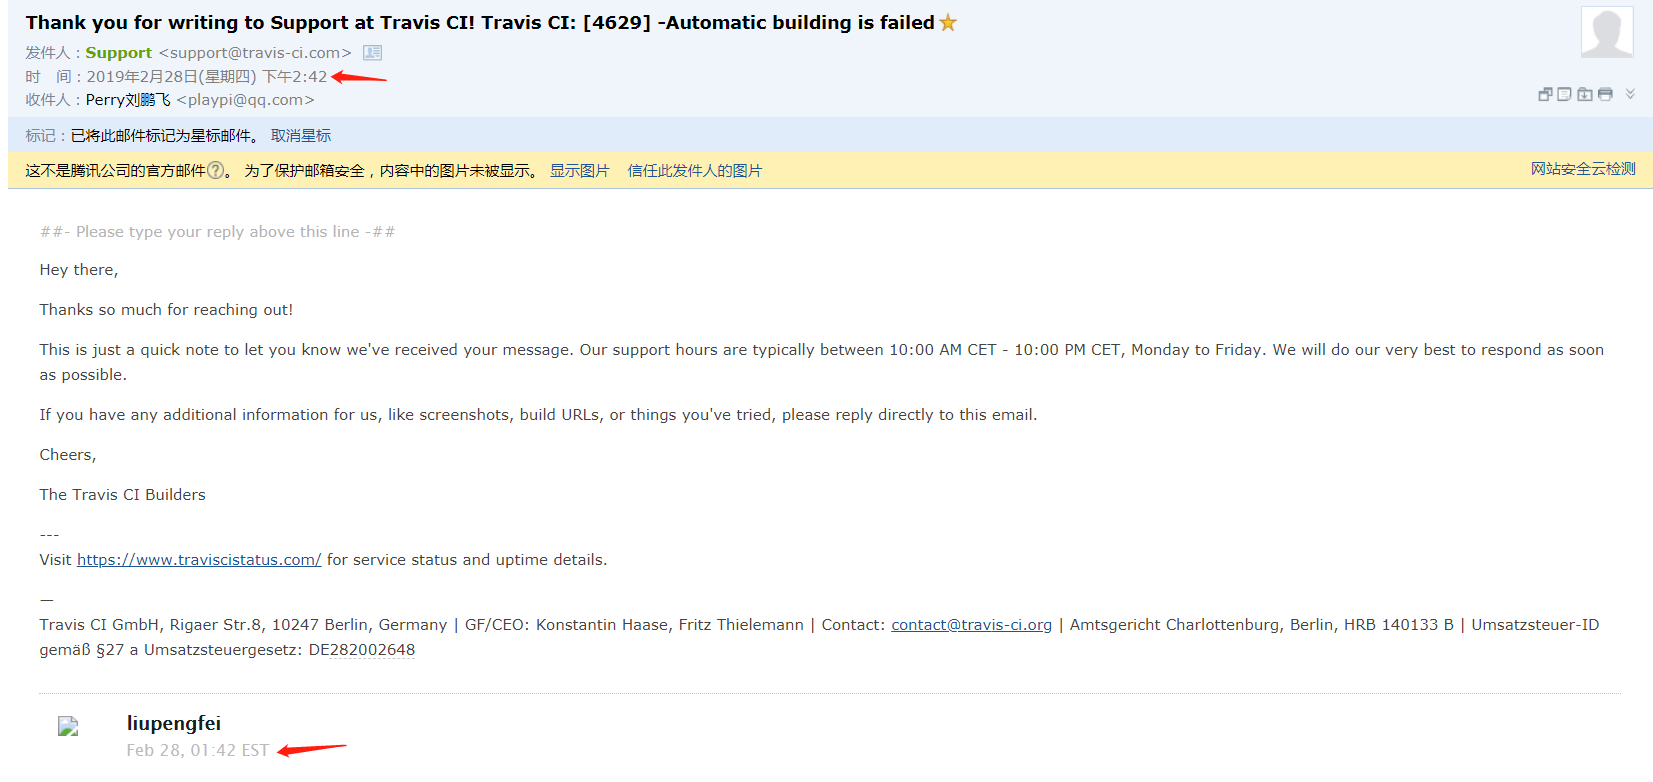 Thank you for writing to Support at Travis CI! Travis CI: [4629] -Automatic building is failed
发件人：Support <support@travis-ci.com>
时　间：2019年2月28日(星期四) 下午2:42
收件人：Perry刘鹏飞 <playpi@qq.com>
标记：已将此邮件标记为星标邮件。 取消星标
这不是腾讯公司的官方邮件?。 为了保护邮箱安全，内容中的图片未被显示。 显示图片 信任此发件人的图片 网站安全云检测
##- Please type your reply above this line -##
Hey there,
Thanks so much for reaching out!
This is just a quick note to let you know we've received your message. Our support hours are typically between 10:00 AM CET - 10:00 PM CET, Monday to Friday. We will do our very best to respond as soon
as possible.
If you have any additional information for us, like screenshots, build URLs, or things you've tried, please reply directly to this email.
Cheers,
The Travis CI Builders
---
Visit https://www.traviscistatus.com/ for service status and uptime details.
—
Travis CI GmbH, Rigaer Str.8, 10247 Berlin, Germany | GF/CEO: Konstantin Haase, Fritz Thielemann | Contact: contact@travis-ci.org | Amtsgericht Charlottenburg, Berlin, HRB 140133 B | Umsatzsteuer-ID
gemäß §27 a Umsatzsteuergesetz: DE282002648
liupengfei
Feb 28, 01:42 EST